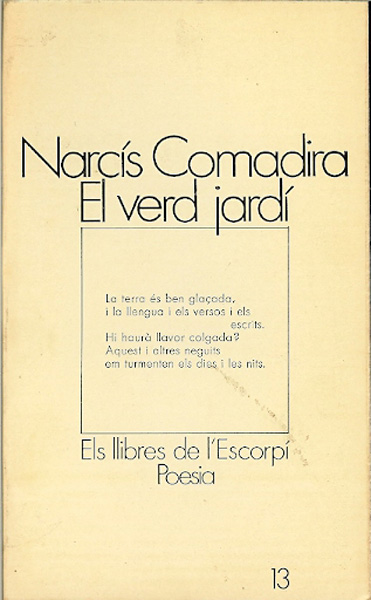 Narcís Comadira
El verd jardí
La terra és ben glaçada,
i la llengua i els versos i els
escrits.
Hi haurà llavor colgada?
Aquest i altres neguits
em turmenten els dies i les nits.
Els llibres de l'Escorpí
Poesia
13